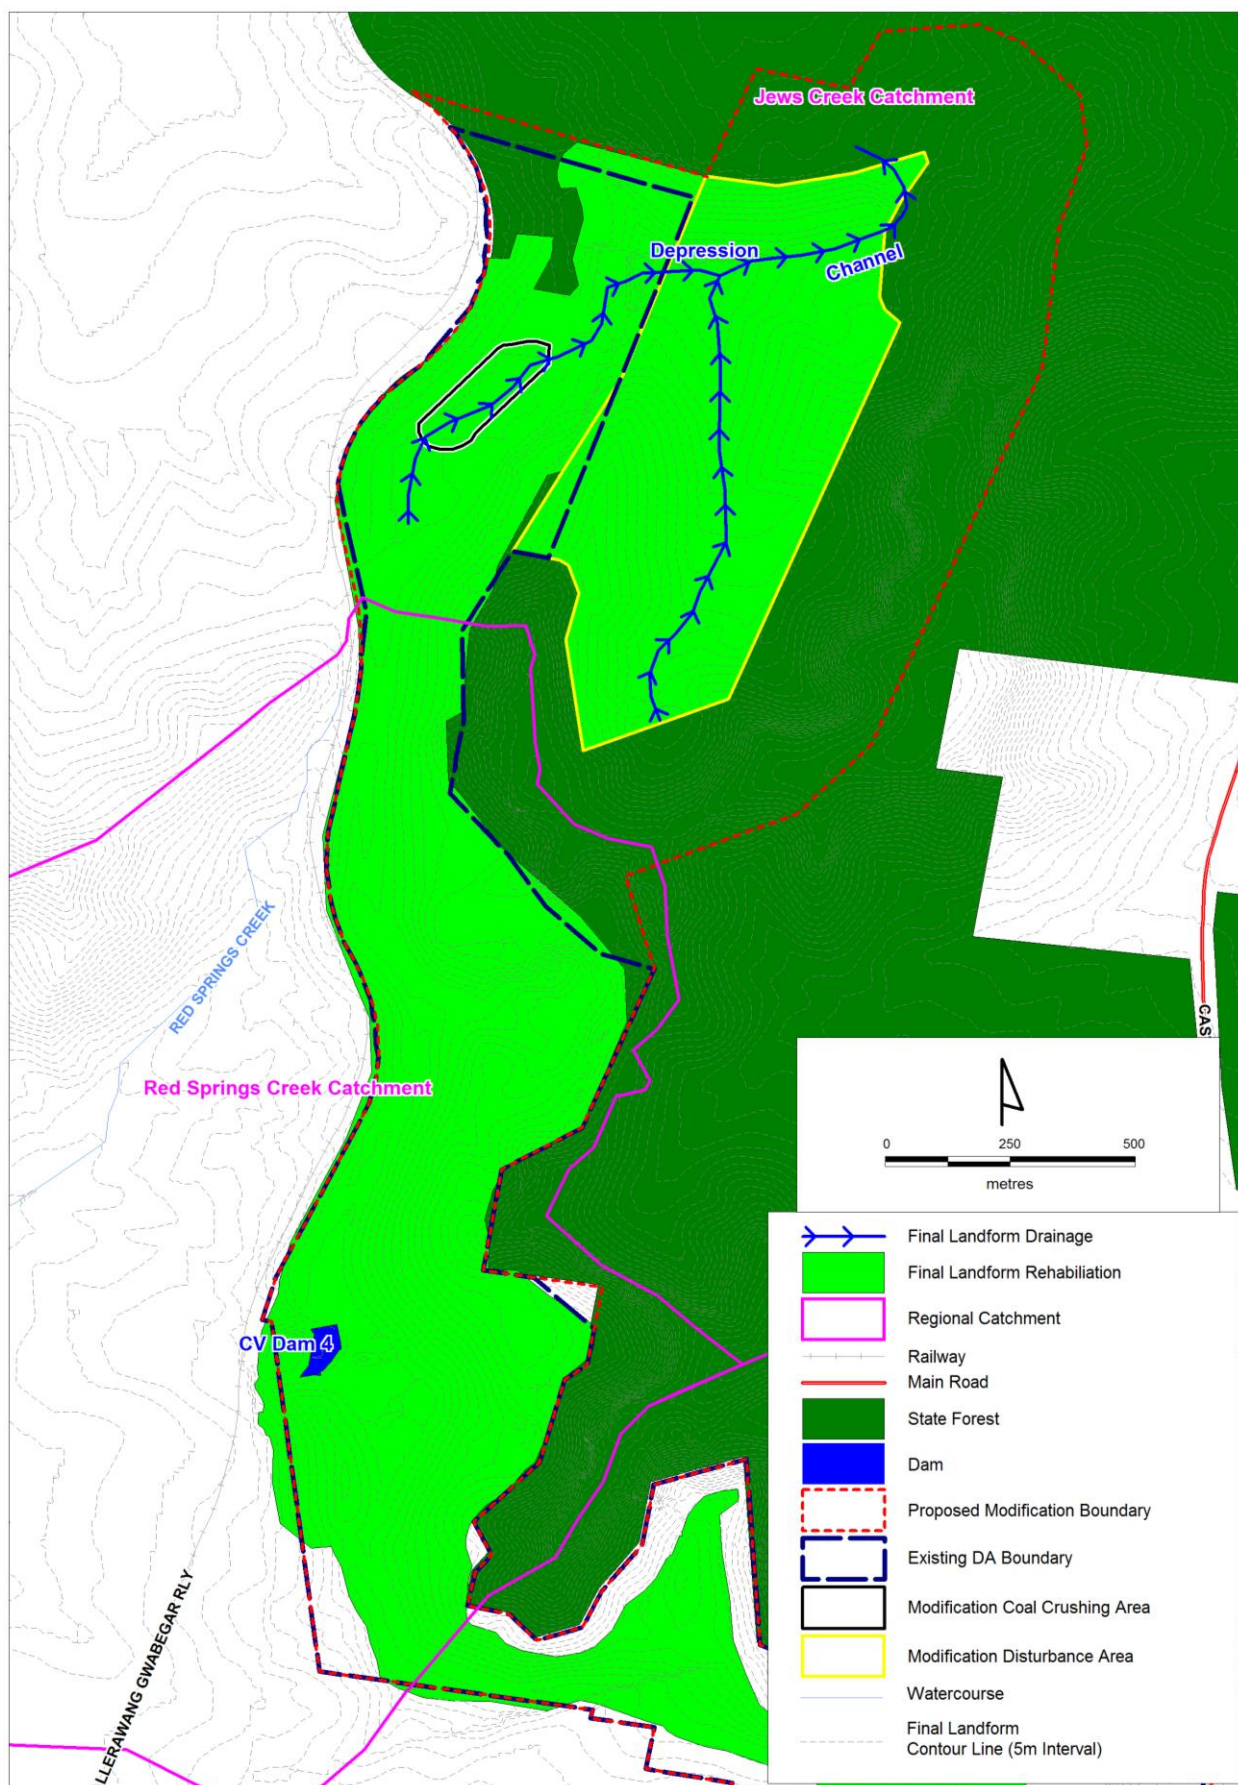 Jews Creek Catchment
Depression
Channel
RED SPRINGS CREEK
Red Springs Creek Catchment
CAS
0 250 500
metres
CV Dam 4
LLERAWANG GWABEGAR RLY
Final Landform Drainage
Final Landform Rehabiliation
Regional Catchment
Railway
Main Road
State Forest
Dam
Proposed Modification Boundary
Existing DA Boundary
Modification Coal Crushing Area
Modification Disturbance Area
Watercourse
Final Landform
Contour Line (5m Interval)